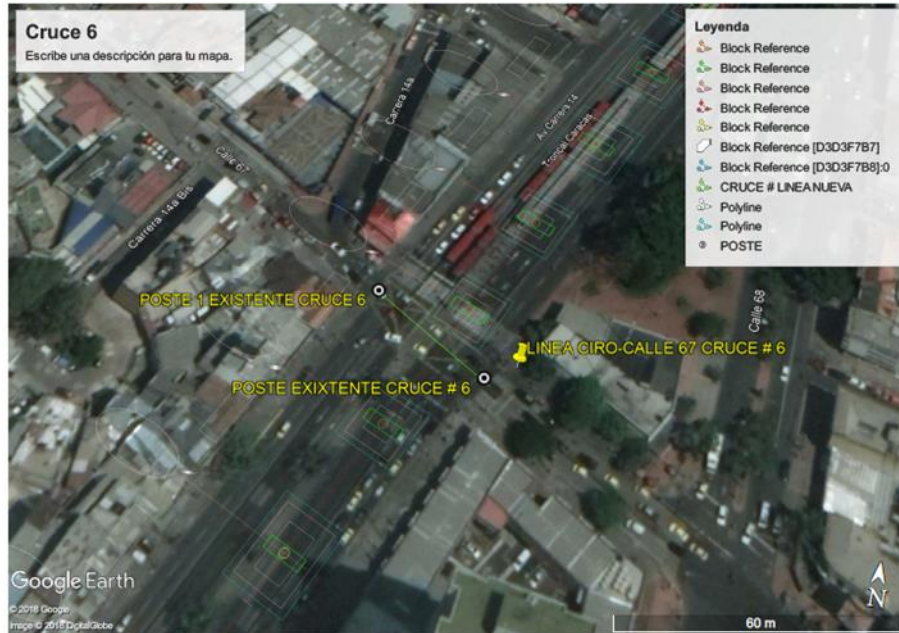 Cruce 6
Escribe una descripción para tu mapa.
Leyenda
Block Reference
Block Reference
Block Reference
Block Reference
Block Reference
Block Reference [D3D3F7B7]
Block Reference [D3D3F7B8]:0
CRUCE # LINEA NUEVA
Polyline
Polyline
POSTE
Carrera 14a
Av Carrera 14
Troncal Caracas
Calle 67
Carrera 14a Bis
POSTE 1 EXISTENTE CRUCE 6
Calle 68
LINEA CIRO-CALLE 67 CRUCE # 6
POSTE EXIXTENTE CRUCE # 6
Google Earth
© 2018 Google
Image © 2018 DigitalGlobe
N
60 m